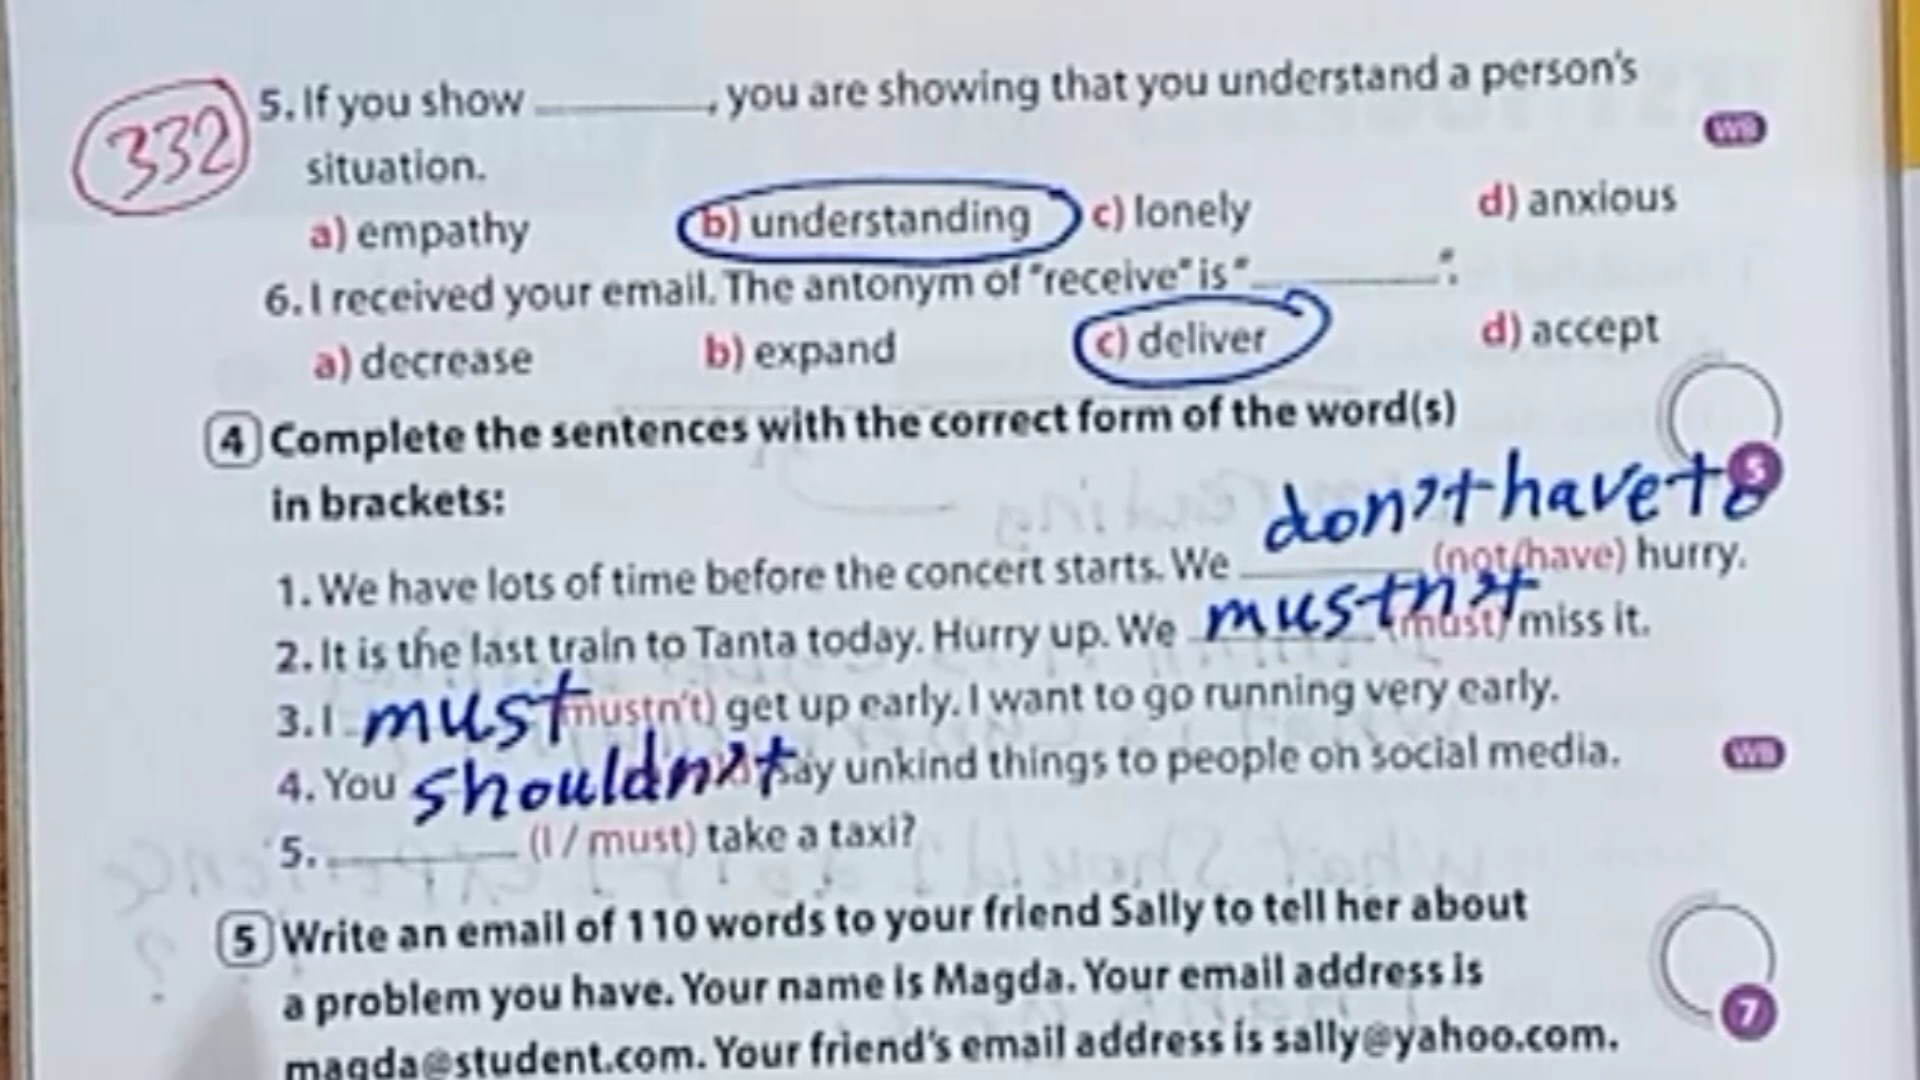 332
5. If you show ________, you are showing that you understand a person's
WB
situation.
a) empathy b) understanding c) lonely d) anxious
6. I received your email. The antonym of "receive" is "________".
a) decrease b) expand c) deliver d) accept
4 Complete the sentences with the correct form of the word(s)
in brackets:
5
don't have to
1. We have lots of time before the concert starts. We ________ (not/have) hurry.
2. It is the last train to Tanta today. Hurry up. We mustn't (must) miss it.
3. I must mustn't) get up early. I want to go running very early.
4. You shouldn't say unkind things to people on social media.
WB
5. ________ (I / must) take a taxi?
5 Write an email of 110 words to your friend Sally to tell her about
a problem you have. Your name is Magda. Your email address is
7
magda@student.com. Your friend's email address is sally@yahoo.com.